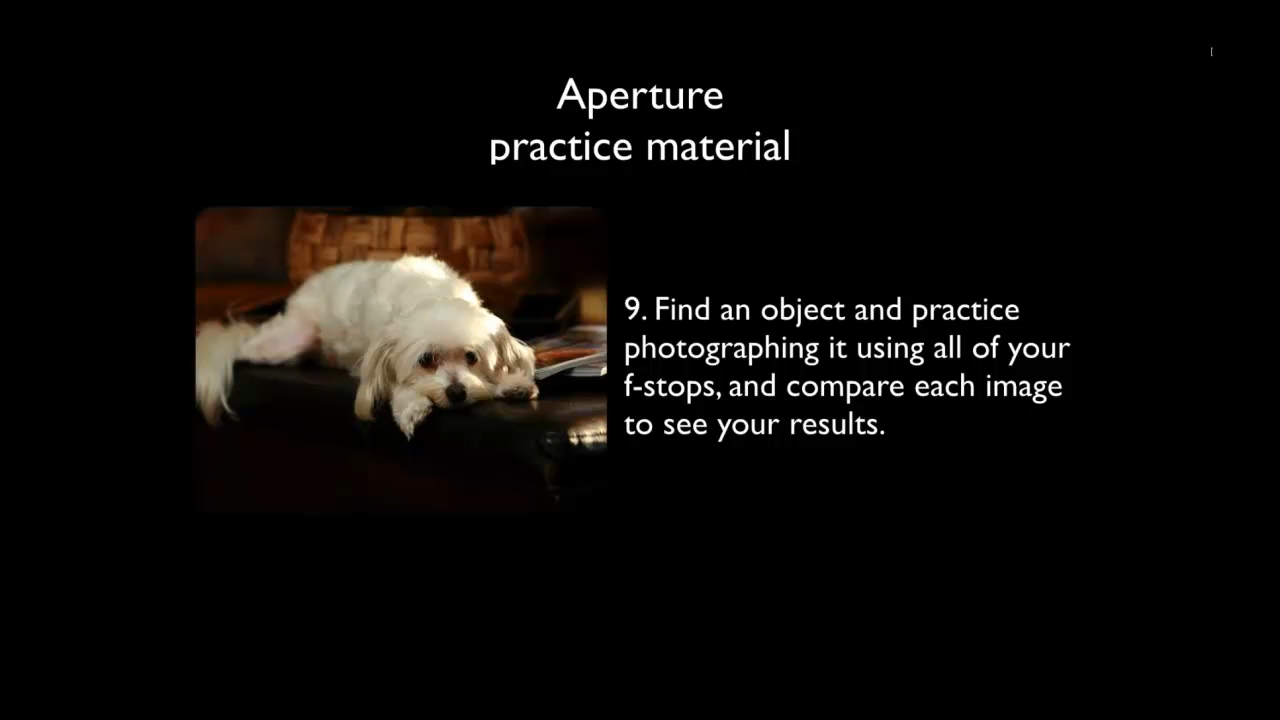 Aperture
practice material
9. Find an object and practice
photographing it using all of your
f-stops, and compare each image
to see your results.